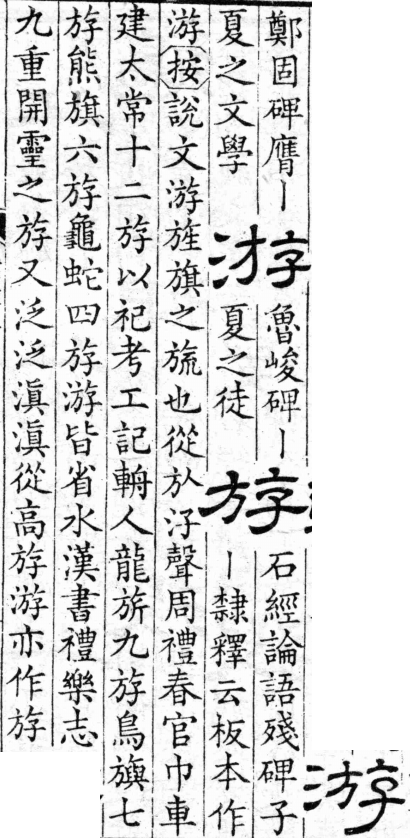 游
鄭固碑膺丨
夏之文學
游
魯峻碑丨
夏之徒
斿
石經論語殘碑子
丨隸釋云板本作
游按說文游旌旗之旒也從㫃汓聲周禮春官巾車
建太常十二斿以祀考工記輈人龍旂九斿鳥旟七
斿熊旗六斿龜蛇四斿游皆省水漢書禮樂志
九重開靈之斿又泛泛滇滇從高斿游亦作斿